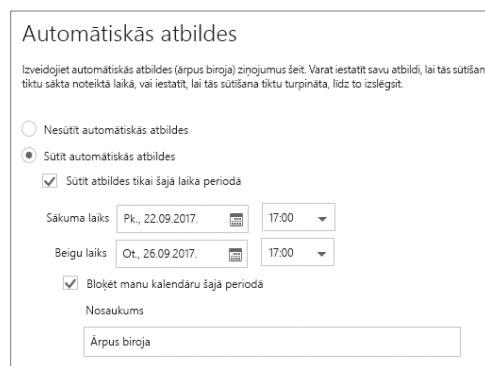 Automātiskās atbildes
Izveidojiet automātiskās atbildes (ārpus biroja) ziņojumus šeit. Varat iestatīt savu atbildi, lai tās sūtīšan
tiktu sākta noteiktā laikā, vai iestatīt, lai tās sūtīšana tiktu turpināta, līdz to izslēgsit.
Nesūtīt automātiskās atbildes
Sūtīt automātiskās atbildes
Sūtīt atbildes tikai šajā laika periodā
Sākuma laiks Pk., 22.09.2017. 17:00
Beigu laiks Ot., 26.09.2017. 17:00
Bloķēt manu kalendāru šajā periodā
Nosaukums
Ārpus biroja